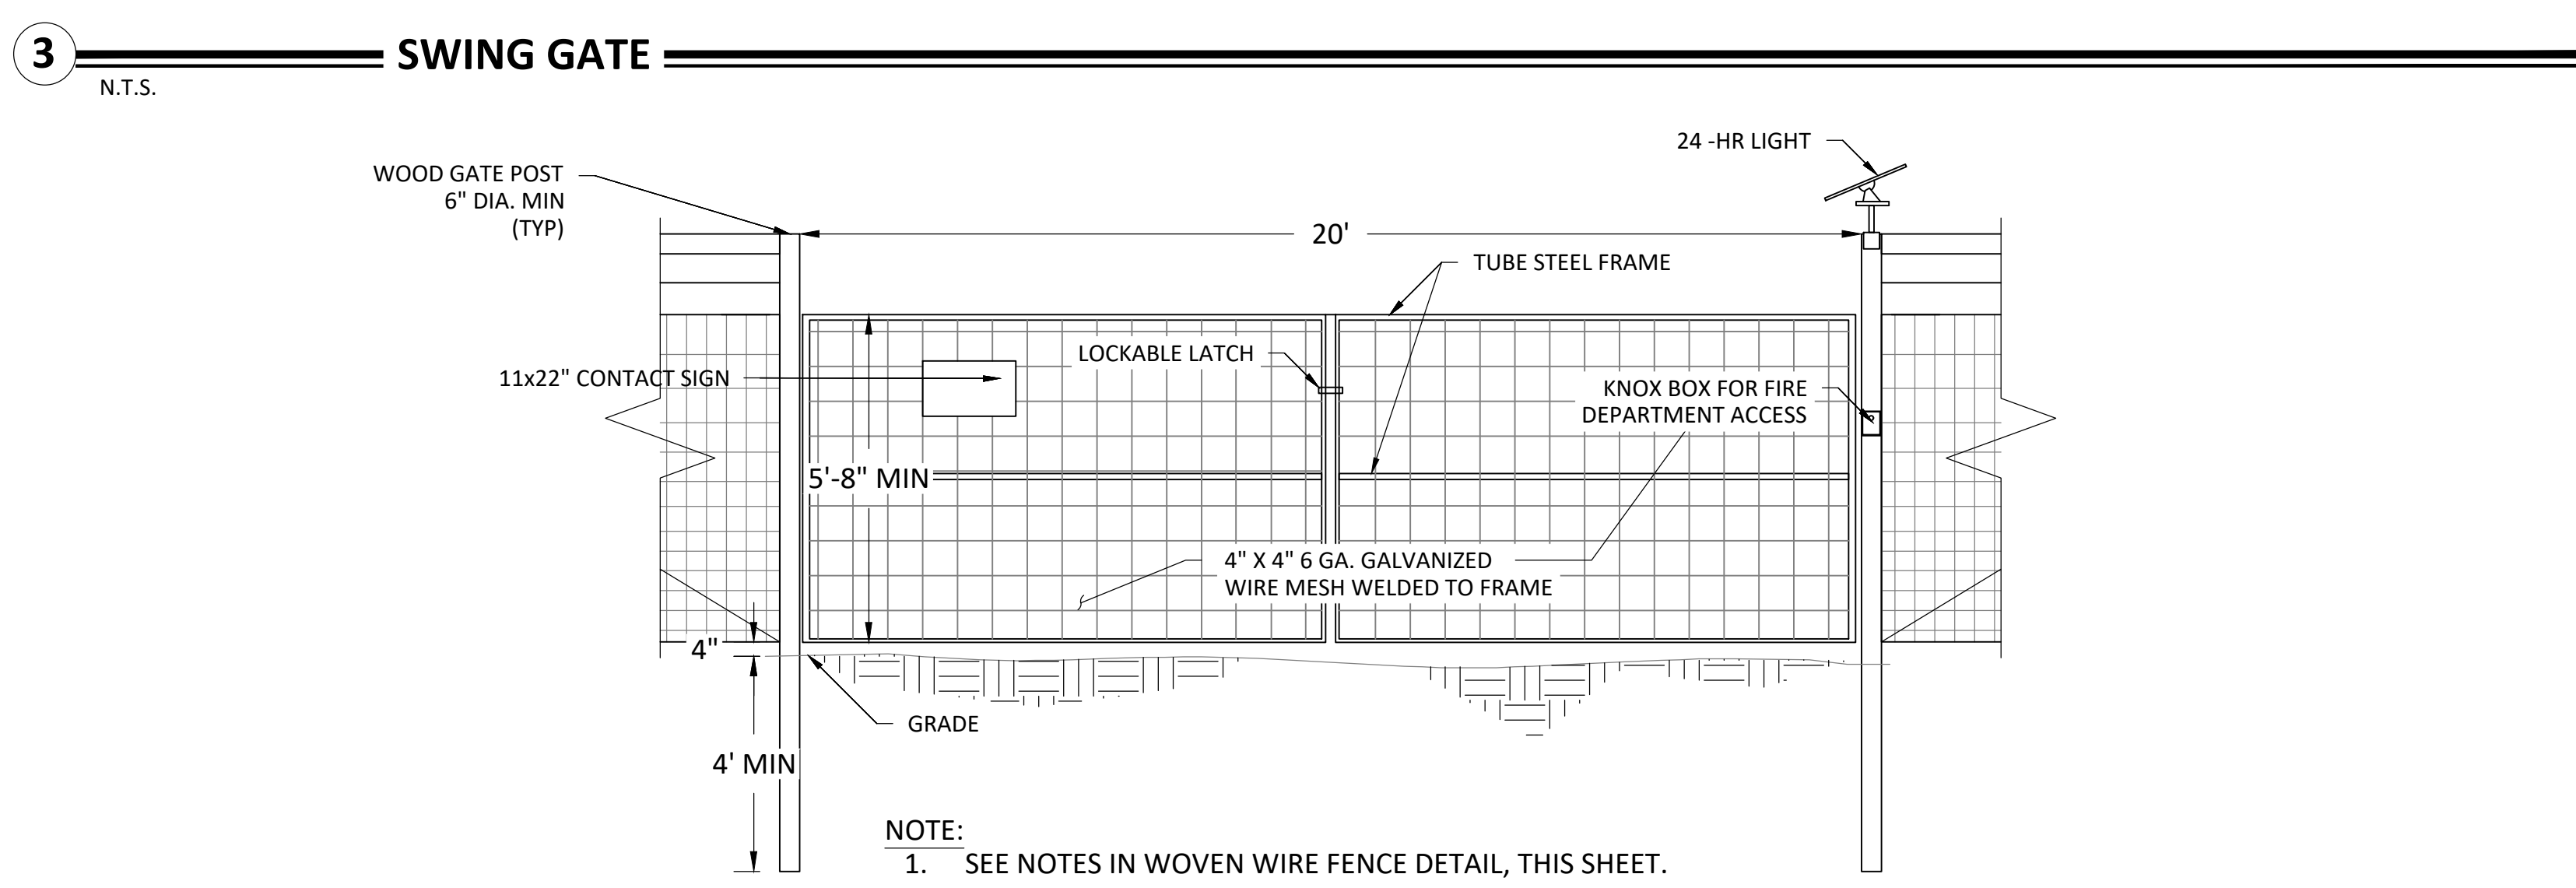 3
SWING GATE
N.T.S.
24 -HR LIGHT
WOOD GATE POST
6" DIA. MIN
(TYP)
20'
TUBE STEEL FRAME
LOCKABLE LATCH
11x22" CONTACT SIGN
KNOX BOX FOR FIRE
DEPARTMENT ACCESS
5'-8" MIN
4" X 4" 6 GA. GALVANIZED
WIRE MESH WELDED TO FRAME
4"
GRADE
4' MIN
NOTE:
1. SEE NOTES IN WOVEN WIRE FENCE DETAIL, THIS SHEET.